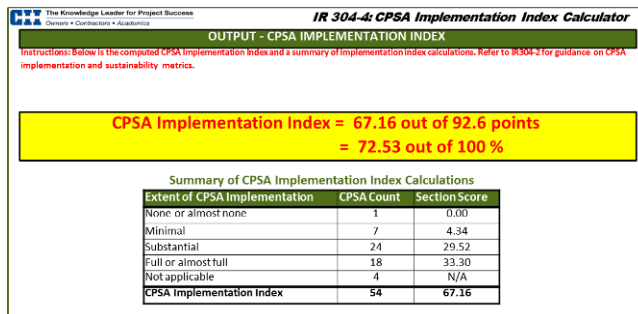 CII The Knowledge Leader for Project Success
Owners • Contractors • Academics
IR 304-4: CPSA Implementation Index Calculator
OUTPUT - CPSA IMPLEMENTATION INDEX
Instructions: Below is the computed CPSA Implementation Index and a summary of implementation index calculations. Refer to IR304-2 for guidance on CPSA
implementation and sustainability metrics.
CPSA Implementation Index = 67.16 out of 92.6 points
= 72.53 out of 100 %
Summary of CPSA Implementation Index Calculations
Extent of CPSA Implementation CPSA Count Section Score
None or almost none 1 0.00
Minimal 7 4.34
Substantial 24 29.52
Full or almost full 18 33.30
Not applicable 4 N/A
CPSA Implementation Index 54 67.16